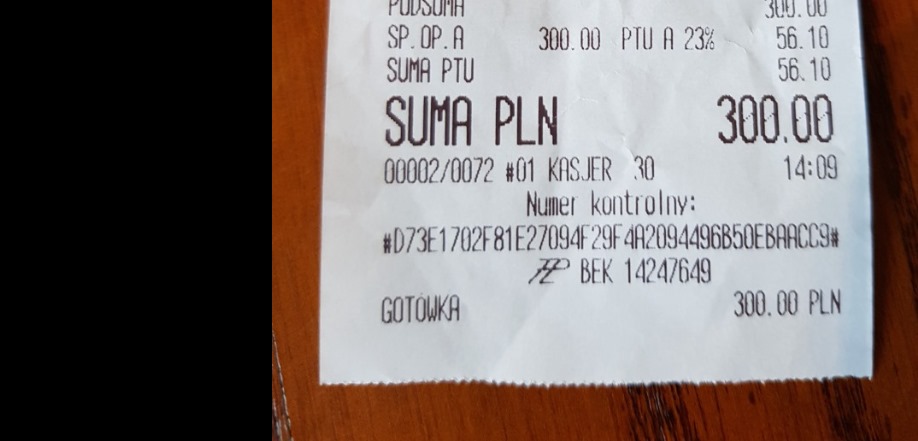 PODSUMA 300.00
SP.OP.A 300.00 PTU A 23% 56.10
SUMA PTU 56.10
SUMA PLN 300.00
00002/0072 #01 KASJER 30 14:09
Numer kontrolny:
#D73E1702F81E27094F29F4A2094496B50EBAACC9#
BEK 14247649
GOTÓWKA 300.00 PLN